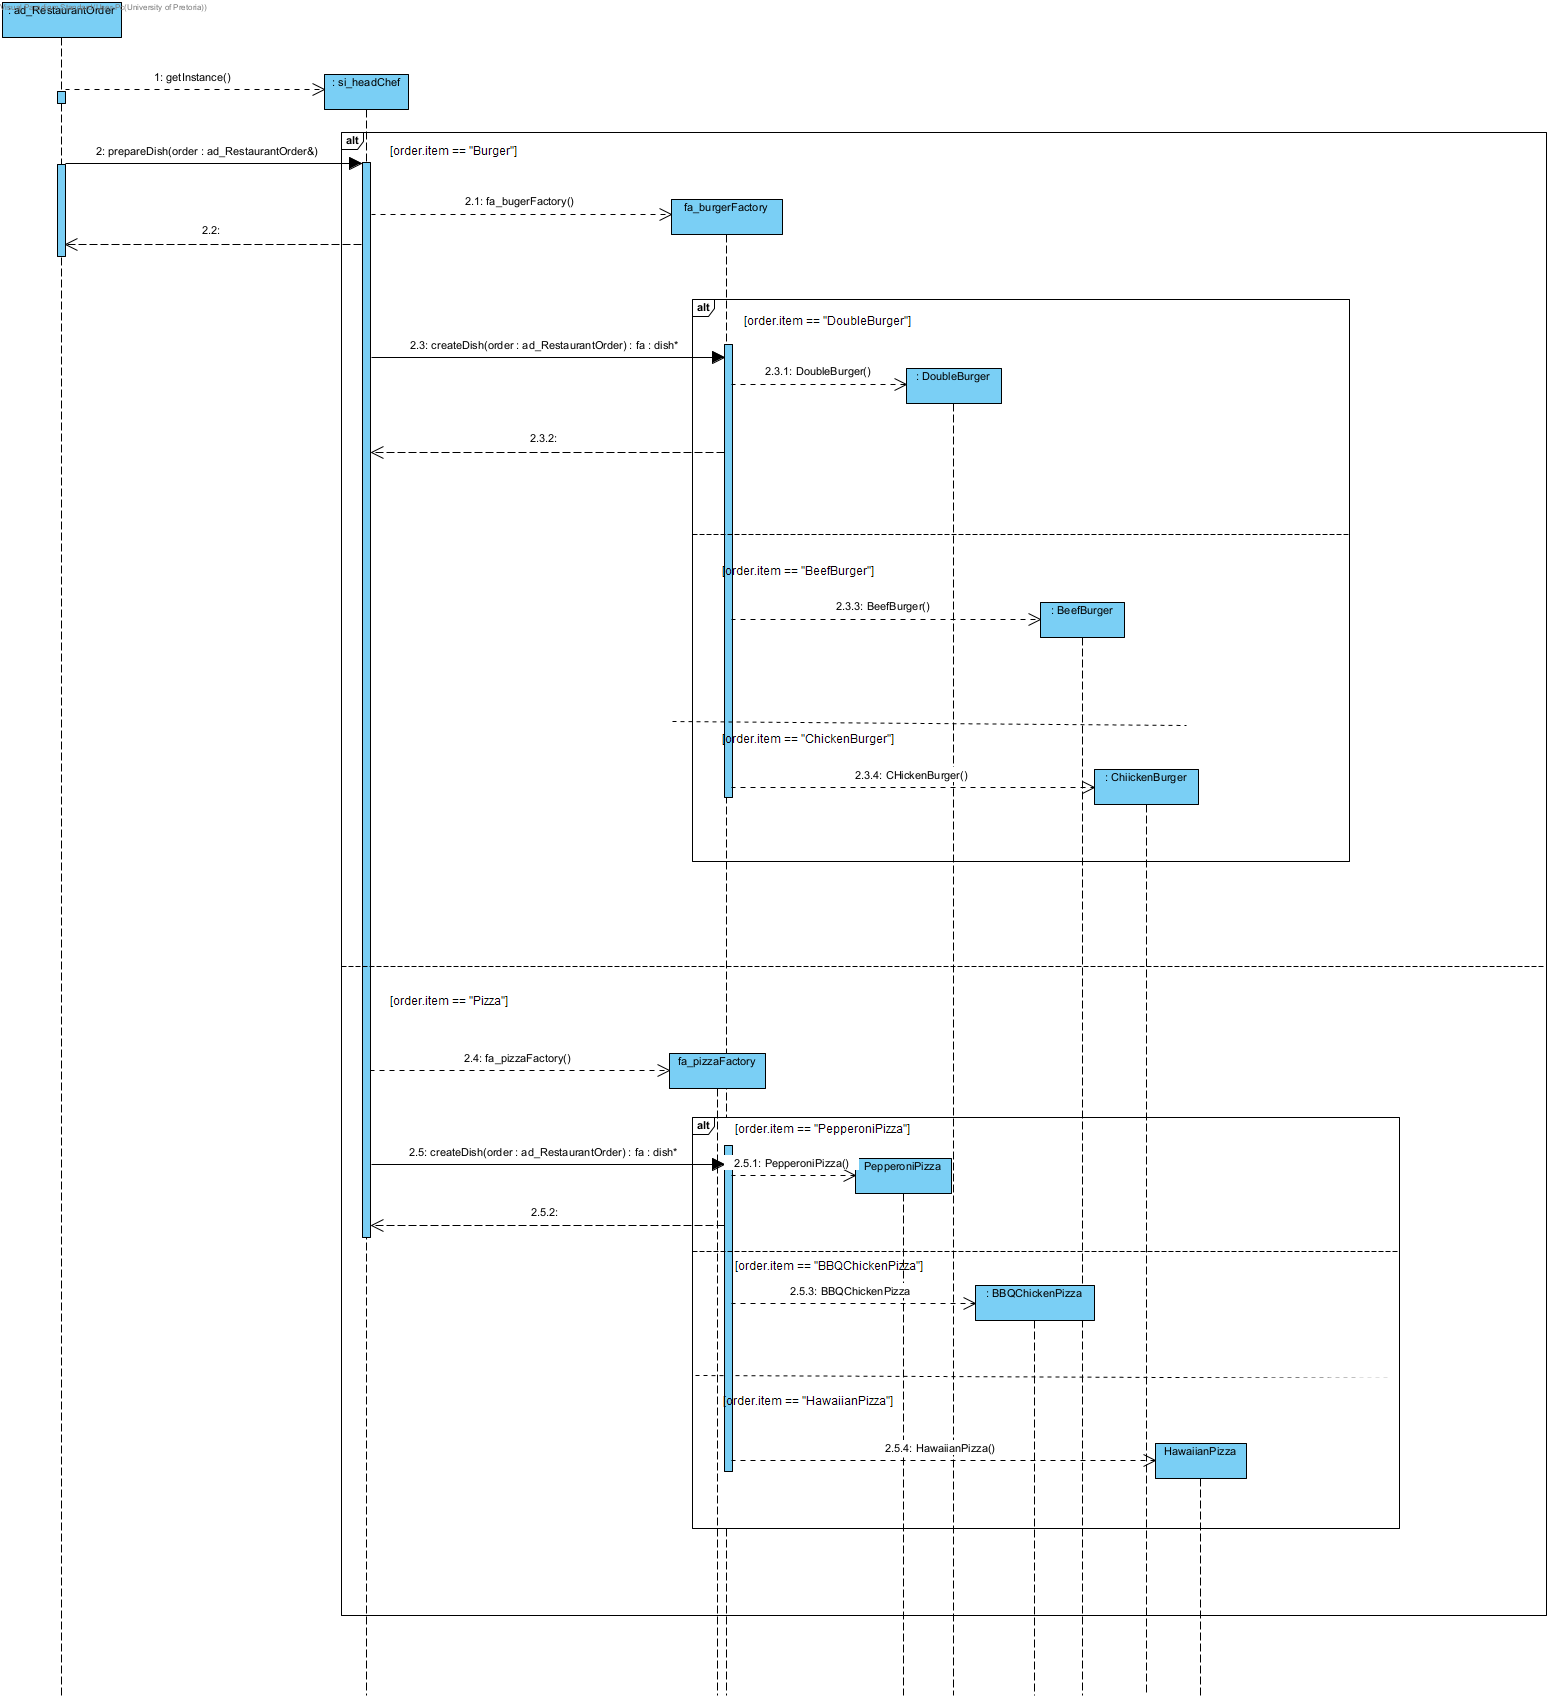 (University of Pretoria))
: ad_RestaurantOrder
1: getInstance()
: si_headChef
alt
2: prepareDish(order : ad_RestaurantOrder&)
[order.item == "Burger"]
2.1: fa_bugerFactory()
fa_burgerFactory
2.2:
alt
[order.item == "DoubleBurger"]
2.3: createDish(order : ad_RestaurantOrder) : fa : dish*
2.3.1: DoubleBurger()
: DoubleBurger
2.3.2:
[order.item == "BeefBurger"]
2.3.3: BeefBurger()
: BeefBurger
[order.item == "ChickenBurger"]
2.3.4: CHickenBurger()
: ChiickenBurger
[order.item == "Pizza"]
2.4: fa_pizzaFactory()
fa_pizzaFactory
alt
[order.item == "PepperoniPizza"]
2.5: createDish(order : ad_RestaurantOrder) : fa : dish*
2.5.1: PepperoniPizza()
PepperoniPizza
2.5.2:
[order.item == "BBQChickenPizza"]
2.5.3: BBQChickenPizza
: BBQChickenPizza
[order.item == "HawaiianPizza"]
2.5.4: HawaiianPizza()
HawaiianPizza